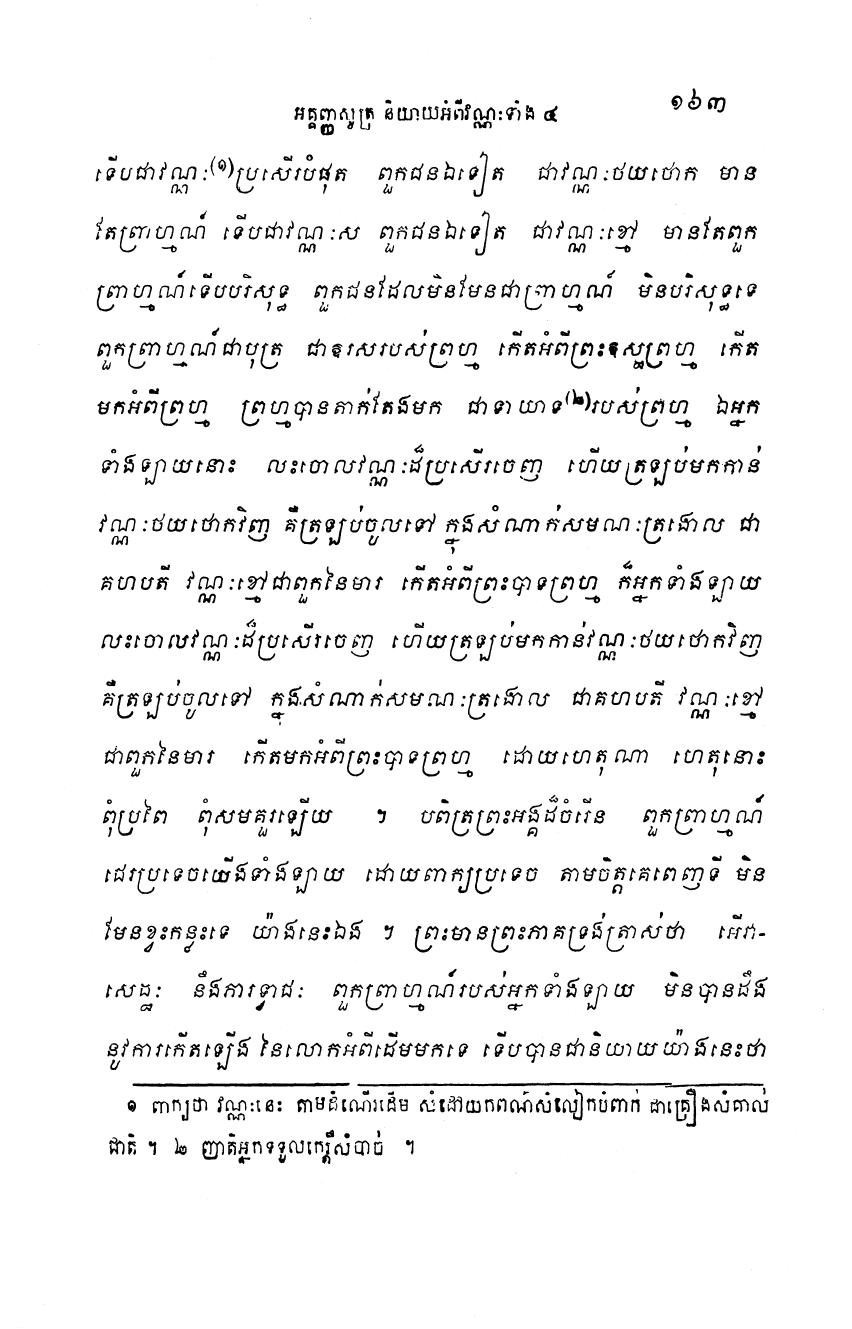 អគ្គញ្ញសូត្រ និយាយអំពីវណ្ណៈទាំង ៤ ១៦៣
ទើបជាវណ្ណៈ(១)ប្រសើរបំផុត ពួកជនឯទៀត ជាវណ្ណៈថយថោក មាន
តែព្រាហ្មណ៍ ទើបជាវណ្ណៈស ពួកជនឯទៀត ជាវណ្ណៈខ្មៅ មានតែពួក
ព្រាហ្មណ៍ទើបបរិសុទ្ធ ពួកជនដែលមិនមែនជាព្រាហ្មណ៍ មិនបរិសុទ្ធទេ
ពួកព្រាហ្មណ៍ជាបុត្រ ជាឱរសរបស់ព្រហ្ម កើតអំពីព្រះឱស្ឋព្រហ្ម កើត
មកអំពីព្រហ្ម ព្រហ្មបានតាក់តែងមក ជាទាយាទ(២)របស់ព្រហ្ម ឯអ្នក
ទាំងឡាយនោះ លះចោលវណ្ណៈដ៏ប្រសើរចេញ ហើយត្រឡប់មកកាន់
វណ្ណៈថយថោកវិញ គឺត្រឡប់ចូលទៅ ក្នុងសំណាក់សមណៈត្រងោល ជា
គហបតី វណ្ណៈខ្មៅជាពួកនៃមារ កើតអំពីព្រះបាទព្រហ្ម ក៏អ្នកទាំងឡាយ
លះចោលវណ្ណៈដ៏ប្រសើរចេញ ហើយត្រឡប់មកកាន់វណ្ណៈថយថោកវិញ
គឺត្រឡប់ចូលទៅ ក្នុងសំណាក់សមណៈត្រងោល ជាគហបតី វណ្ណៈខ្មៅ
ជាពួកនៃមារ កើតមកអំពីព្រះបាទព្រហ្ម ដោយហេតុណា ហេតុនោះ
ពុំប្រពៃ ពុំសមគួរឡើយ ។ បពិត្រព្រះអង្គដ៏ចំរើន ពួកព្រាហ្មណ៍
ជេរប្រទេចយើងទាំងឡាយ ដោយពាក្យប្រទេច តាមចិត្តគេពេញទី មិន
មែនខ្វះកន្លះទេ យ៉ាងនេះឯង ។ ព្រះមានព្រះភាគទ្រង់ត្រាស់ថា អើវា-
សេដ្ឋៈ នឹងភារទ្វាជៈ ពួកព្រាហ្មណ៍របស់អ្នកទាំងឡាយ មិនបានដឹង
នូវការកើតឡើង នៃលោកអំពីដើមមកទេ ទើបបានជានិយាយយ៉ាងនេះថា
១ ពាក្យថា វណ្ណៈនេះ តាមដំណើរដើម សំដៅយកពណ៌សំលៀកបំពាក់ ជាគ្រឿងសំគាល់
ជាតិ ។ ២ ញាតិអ្នកទទួលកេរ្តិ៍សំបាច់ ។